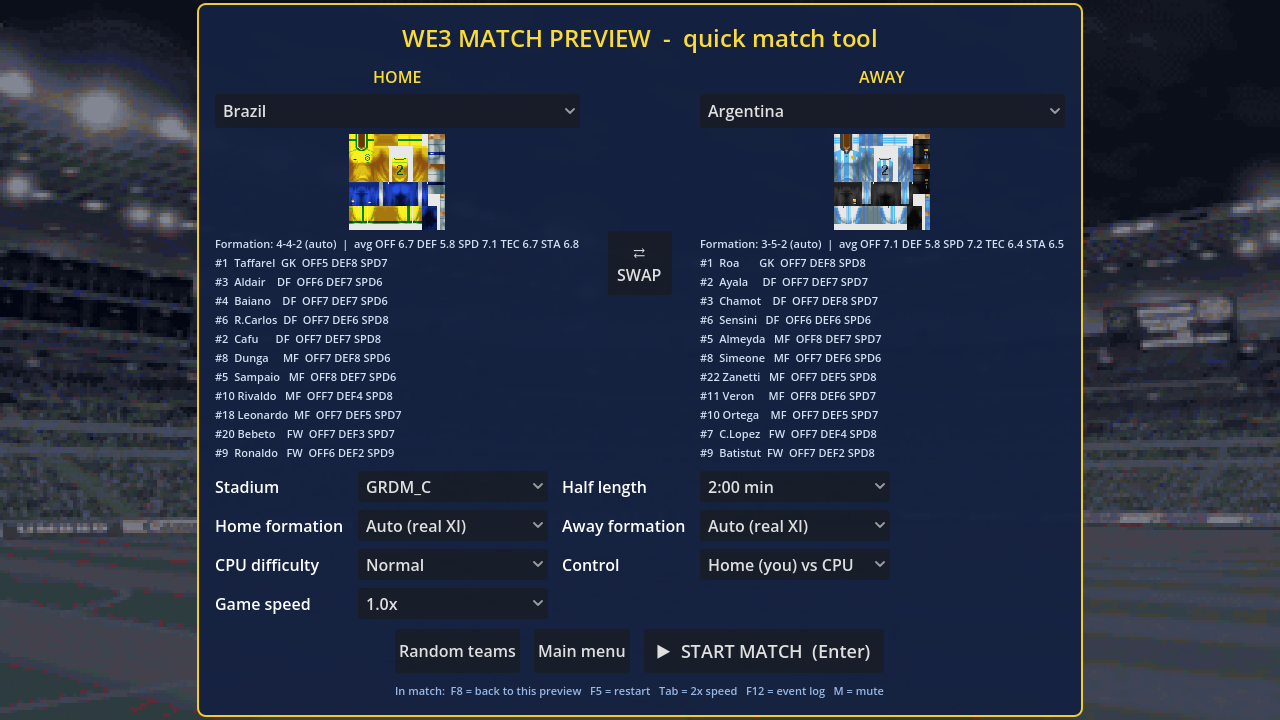 WE3 MATCH PREVIEW - quick match tool
HOME
AWAY
Brazil
Argentina
8
2
2
Formation: 4-4-2 (auto) | avg OFF 6.7 DEF 5.8 SPD 7.1 TEC 6.7 STA 6.8
#1 Taffarel GK OFF5 DEF8 SPD7
#3 Aldair DF OFF6 DEF7 SPD6
#4 Baiano DF OFF7 DEF7 SPD6
#6 R.Carlos DF OFF7 DEF6 SPD8
#2 Cafu DF OFF7 DEF7 SPD8
#8 Dunga MF OFF7 DEF8 SPD6
#5 Sampaio MF OFF8 DEF7 SPD6
#10 Rivaldo MF OFF7 DEF4 SPD8
#18 Leonardo MF OFF7 DEF5 SPD7
#20 Bebeto FW OFF7 DEF3 SPD7
#9 Ronaldo FW OFF6 DEF2 SPD9
⇄
SWAP
Formation: 3-5-2 (auto) | avg OFF 7.1 DEF 5.8 SPD 7.2 TEC 6.4 STA 6.5
#1 Roa GK OFF7 DEF8 SPD8
#2 Ayala DF OFF7 DEF7 SPD7
#3 Chamot DF OFF7 DEF8 SPD7
#6 Sensini DF OFF6 DEF6 SPD6
#5 Almeyda MF OFF8 DEF7 SPD7
#8 Simeone MF OFF7 DEF6 SPD6
#22 Zanetti MF OFF7 DEF5 SPD8
#11 Veron MF OFF8 DEF6 SPD7
#10 Ortega MF OFF7 DEF5 SPD7
#7 C.Lopez FW OFF7 DEF4 SPD8
#9 Batistut FW OFF7 DEF2 SPD8
Stadium GRDM_C Half length 2:00 min
Home formation Auto (real XI) Away formation Auto (real XI)
CPU difficulty Normal Control Home (you) vs CPU
Game speed 1.0x
Random teams Main menu ▶ START MATCH (Enter)
In match: F8 = back to this preview F5 = restart Tab = 2x speed F12 = event log M = mute